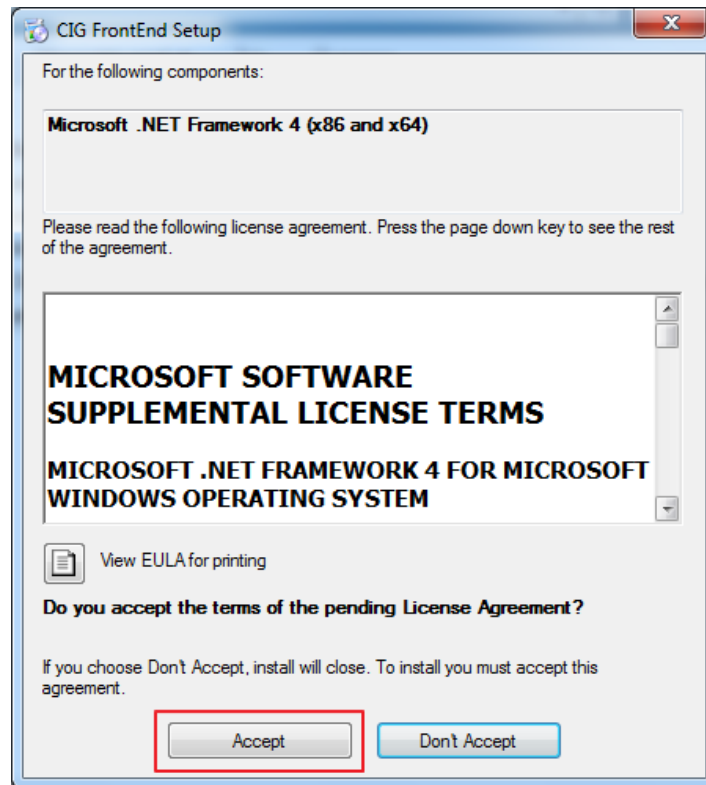 CIG FrontEnd Setup
For the following components:
Microsoft .NET Framework 4 (x86 and x64)
Please read the following license agreement. Press the page down key to see the rest
of the agreement.
MICROSOFT SOFTWARE
SUPPLEMENTAL LICENSE TERMS
MICROSOFT .NET FRAMEWORK 4 FOR MICROSOFT
WINDOWS OPERATING SYSTEM
View EULA for printing
Do you accept the terms of the pending License Agreement?
If you choose Don't Accept, install will close. To install you must accept this
agreement.
Accept
Don't Accept